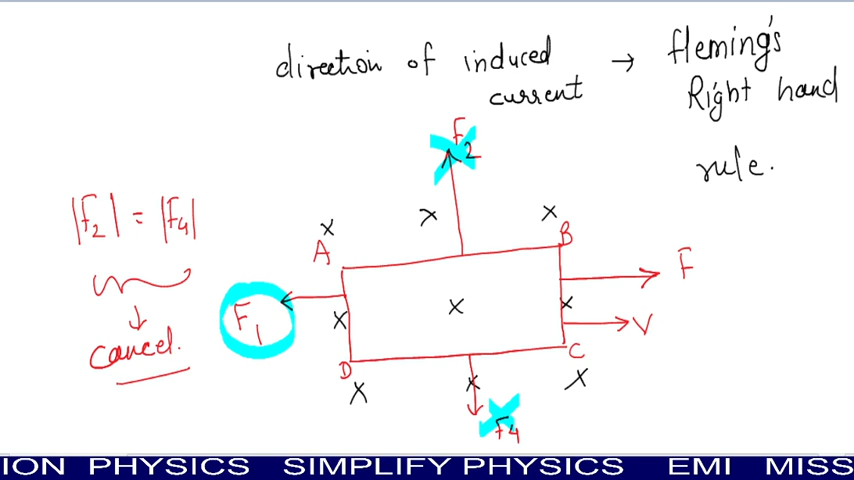 direction of induced current → fleming's
Right hand
rule.
F2
|F2| = |F4|
↓
cancel.
x x x
A B
F
F1
x x x
V
D C
x x x
F4
ION PHYSICS SIMPLIFY PHYSICS EMI MISS